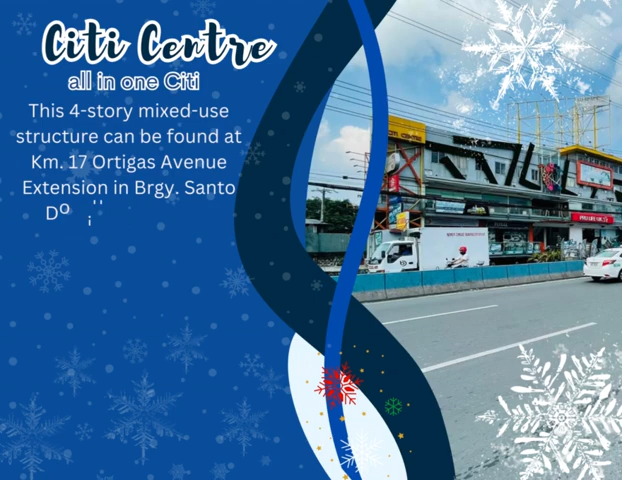 Citi Centre
all in one Citi
This 4-story mixed-use
structure can be found at
Km. 17 Ortigas Avenue
Extension in Brgy. Santo